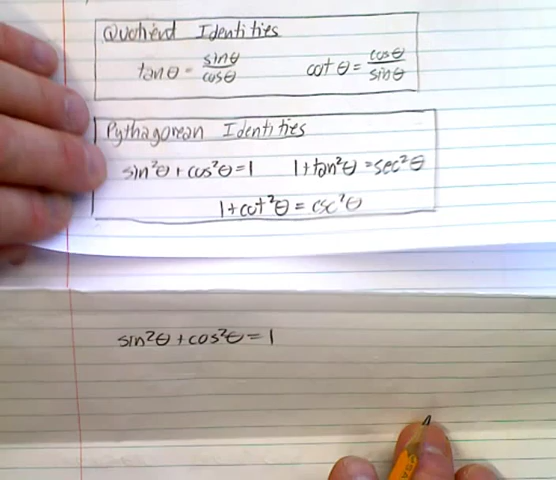 Quotient Identities
tanθ = sinθ/cosθ cot θ = cosθ/sinθ
Pythagorean Identities
sin²θ + cos²θ = 1 1 + tan²θ = sec²θ
1 + cot²θ = csc²θ
sin²θ + cos²θ = 1